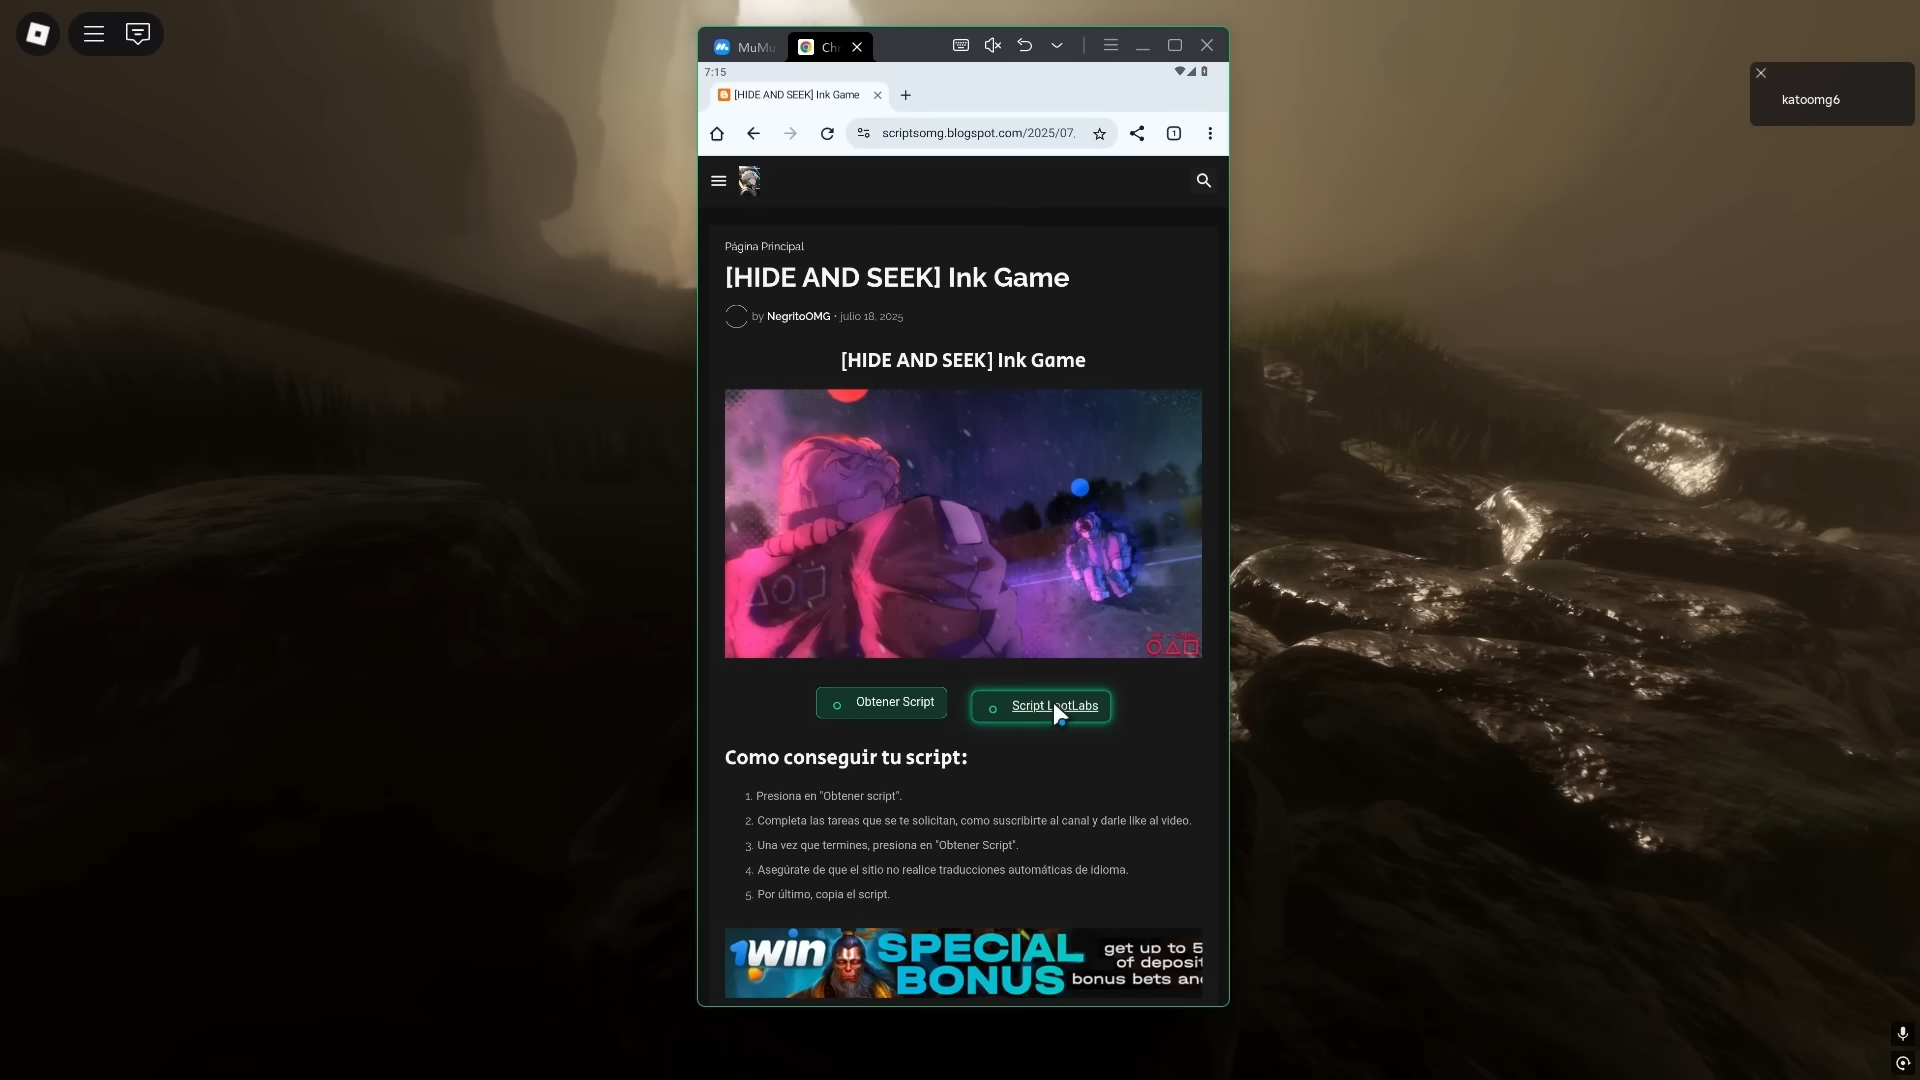 MuMu
Chr
7:15
[HIDE AND SEEK] Ink Game
scriptsomg.blogspot.com/2025/07
1
katoomg6
Página Principal
[HIDE AND SEEK] Ink Game
by NegritoOMG · julio 18, 2025
[HIDE AND SEEK] Ink Game
Obtener Script
Script LootLabs
Como conseguir tu script:
1. Presiona en "Obtener script".
2. Completa las tareas que se te solicitan, como suscribirte al canal y darle like al video.
3. Una vez que termines, presiona en "Obtener Script".
4. Asegúrate de que el sitio no realice traducciones automáticas de idioma.
5. Por último, copia el script.
1win
SPECIAL
BONUS
get up to 5
of deposit
bonus bets and